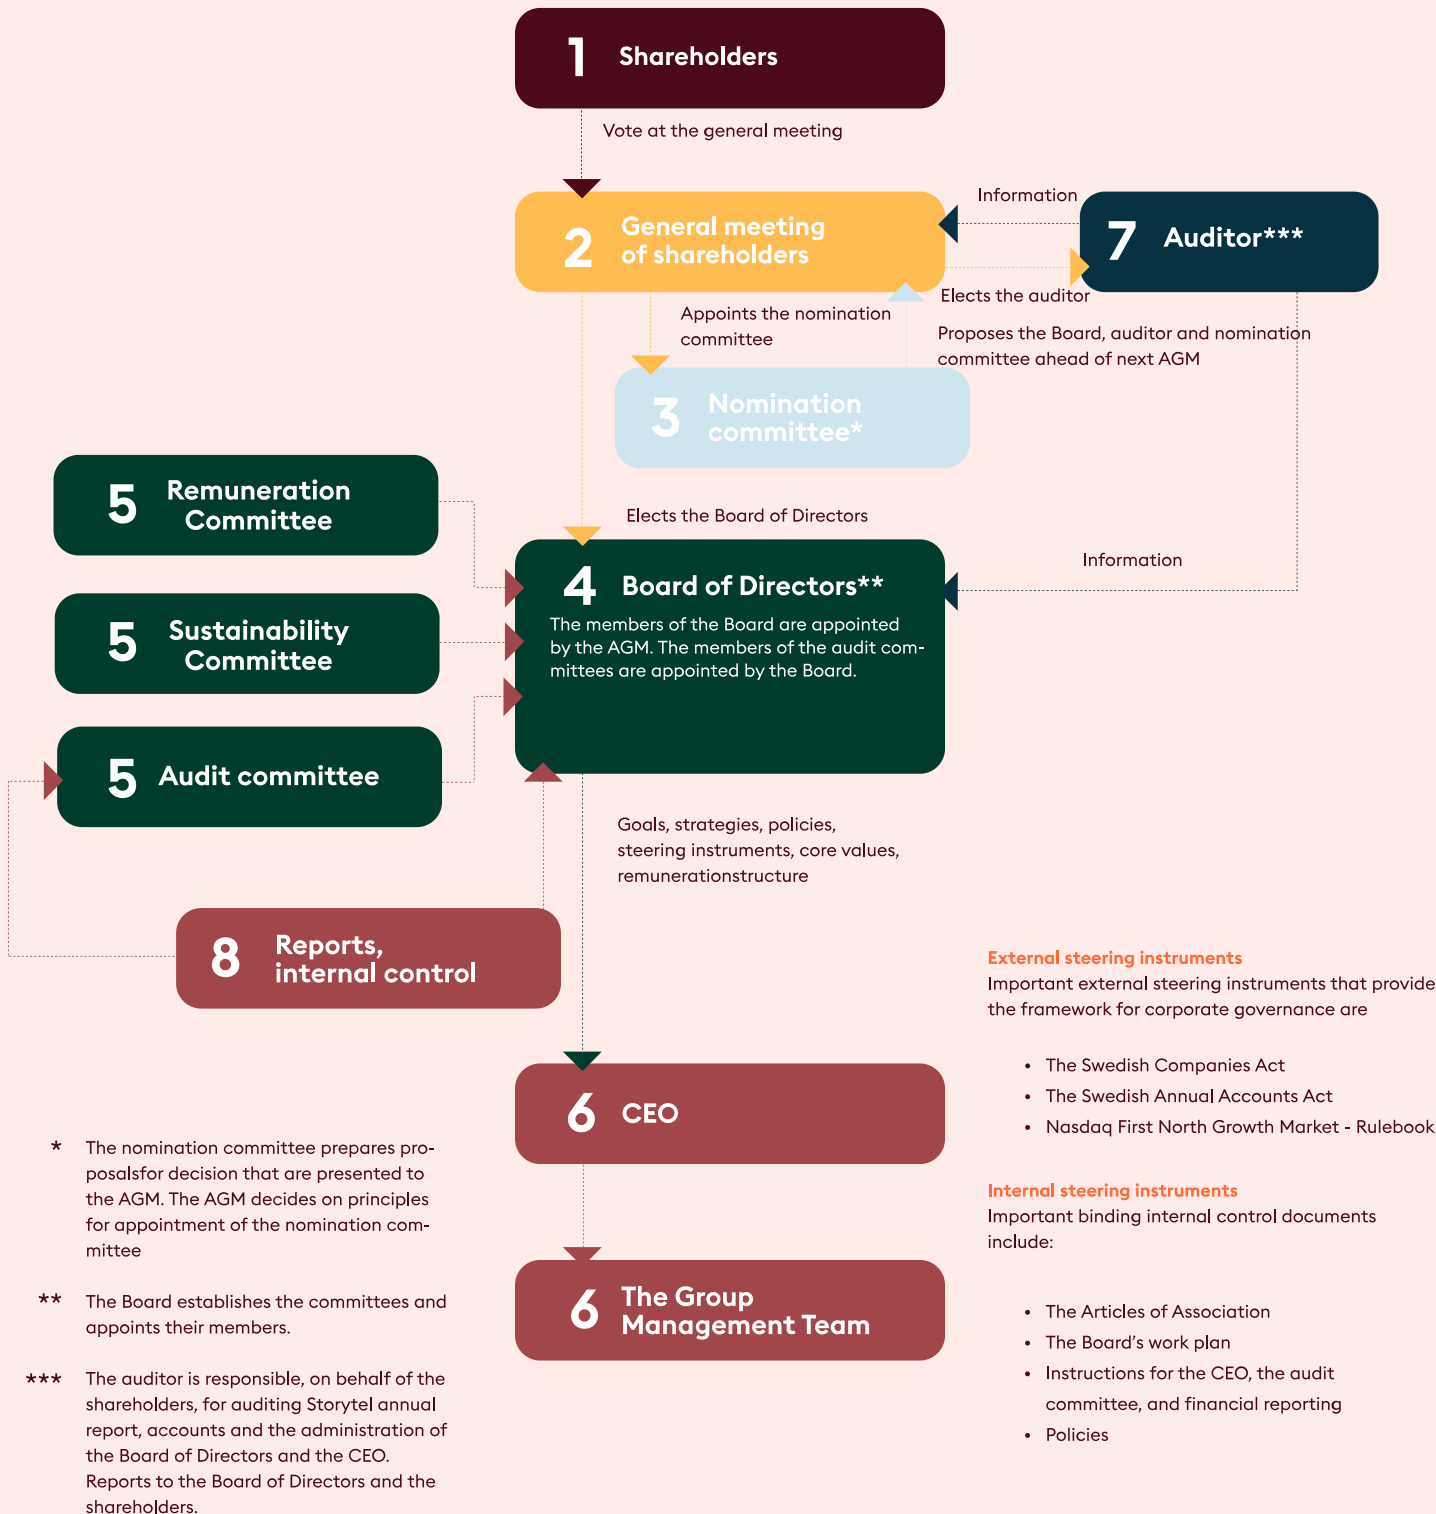 1 Shareholders
Vote at the general meeting
2 General meeting
of shareholders
Information
7 Auditor***
Elects the auditor
Appoints the nomination
committee
Proposes the Board, auditor and nomination
committee ahead of next AGM
3 Nomination
committee*
5 Remuneration
Committee
Elects the Board of Directors
Information
4 Board of Directors**
The members of the Board are appointed
by the AGM. The members of the audit com-
mittees are appointed by the Board.
5 Sustainability
Committee
5 Audit committee
Goals, strategies, policies,
steering instruments, core values,
remunerationstructure
8 Reports,
internal control
6 CEO
6 The Group
Management Team
* The nomination committee prepares pro-
posalsfor decision that are presented to
the AGM. The AGM decides on principles
for appointment of the nomination com-
mittee
** The Board establishes the committees and
appoints their members.
*** The auditor is responsible, on behalf of the
shareholders, for auditing Storytel annual
report, accounts and the administration of
the Board of Directors and the CEO.
Reports to the Board of Directors and the
shareholders.
External steering instruments
Important external steering instruments that provide
the framework for corporate governance are
• The Swedish Companies Act
• The Swedish Annual Accounts Act
• Nasdaq First North Growth Market - Rulebook
Internal steering instruments
Important binding internal control documents
include:
• The Articles of Association
• The Board’s work plan
• Instructions for the CEO, the audit
committee, and financial reporting
• Policies